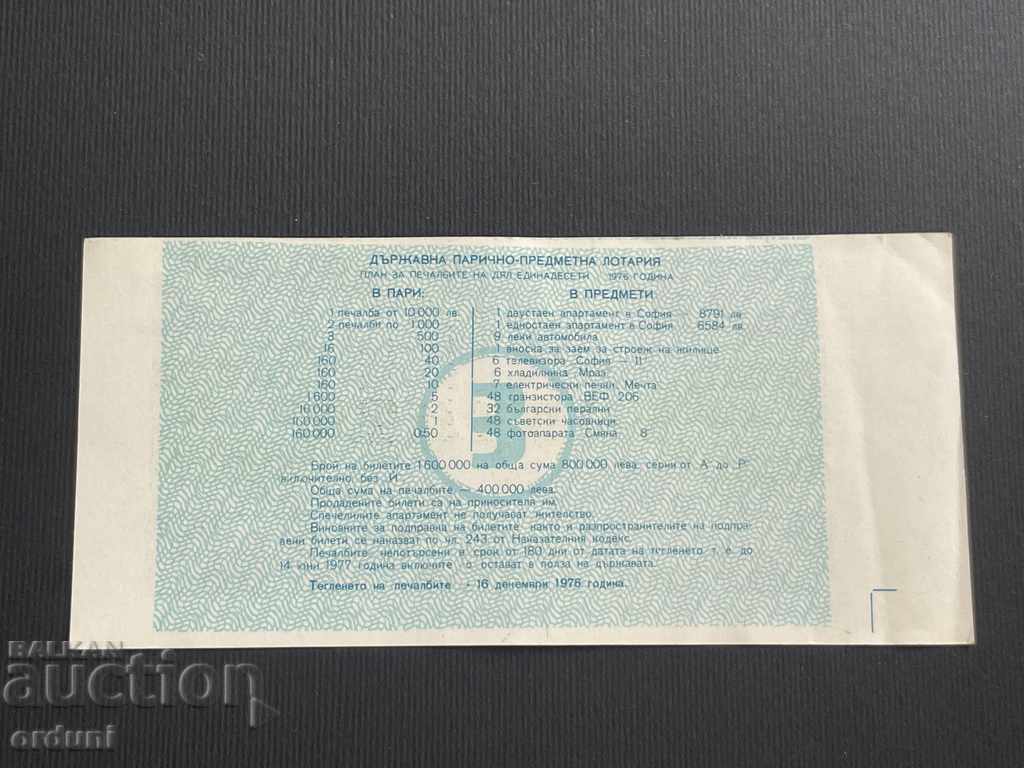 ДЪРЖАВНА ПАРИЧНО-ПРЕДМЕТНА ЛОТАРИЯ
ПЛАН ЗА ПЕЧАЛБИТЕ НА ДЯЛ ЕДИНАДЕСЕТИ 1976 ГОДИНА
В ПАРИ:
1 печалба от 10 000 лв.
2 печалби по 1 000
3 500
16 100
160 40
160 20
160 10
1 600 5
16 000 2
160 000 1
160 000 0,50
В ПРЕДМЕТИ:
1 двустаен апартамент в София 8791 лв.
1 едностаен апартамент в София 6584 лв.
9 леки автомобила
1 вноска за заем за строеж на жилище
6 телевизора „София — 11“
6 хладилника „Мраз“
7 електрически печки „Мечта“
48 транзистора „ВЕФ 206“
32 български перални
48 съветски часовници
48 фотоапарата „Смяна 8“
Брой на билетите 1 600 000 на обща сума 800 000 лева, серии от „А“ до „Р“
включително, без „Й“.
Обща сума на печалбите — 400 000 лева.
Продадените билети са на приносителя им.
Спечелилите апартамент не получават жителство.
Виновните за подправка на билетите, както и разпространителите на подпра-
вени билети се наказват по чл. 243 от Наказателния кодекс.
Печалбите, непотърсени в срок от 180 дни от датата на тегленето, т. е. до
14 юни 1977 година включително, остават в полза на държавата.
Тегленето на печалбите - 16 декември 1976 година.
BALKAN
auction
orduni